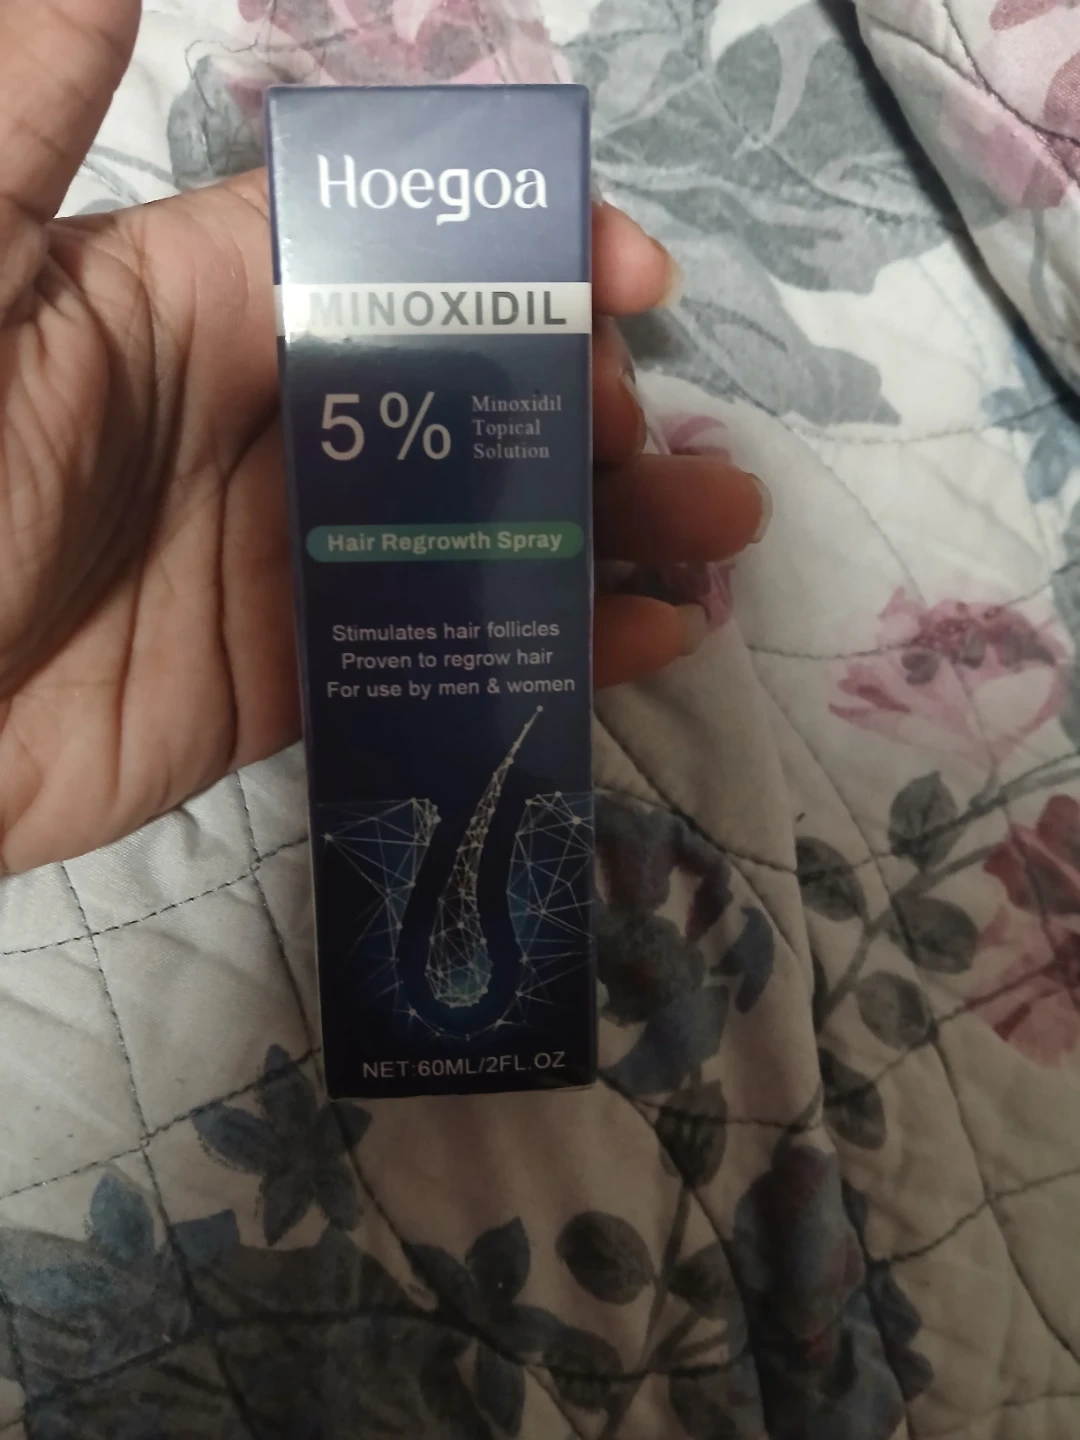 Hoegoa
MINOXIDIL
5%
Minoxidil
Topical
Solution
Hair Regrowth Spray
Stimulates hair follicles
Proven to regrow hair
For use by men & women
NET:60ML/2FL.OZ